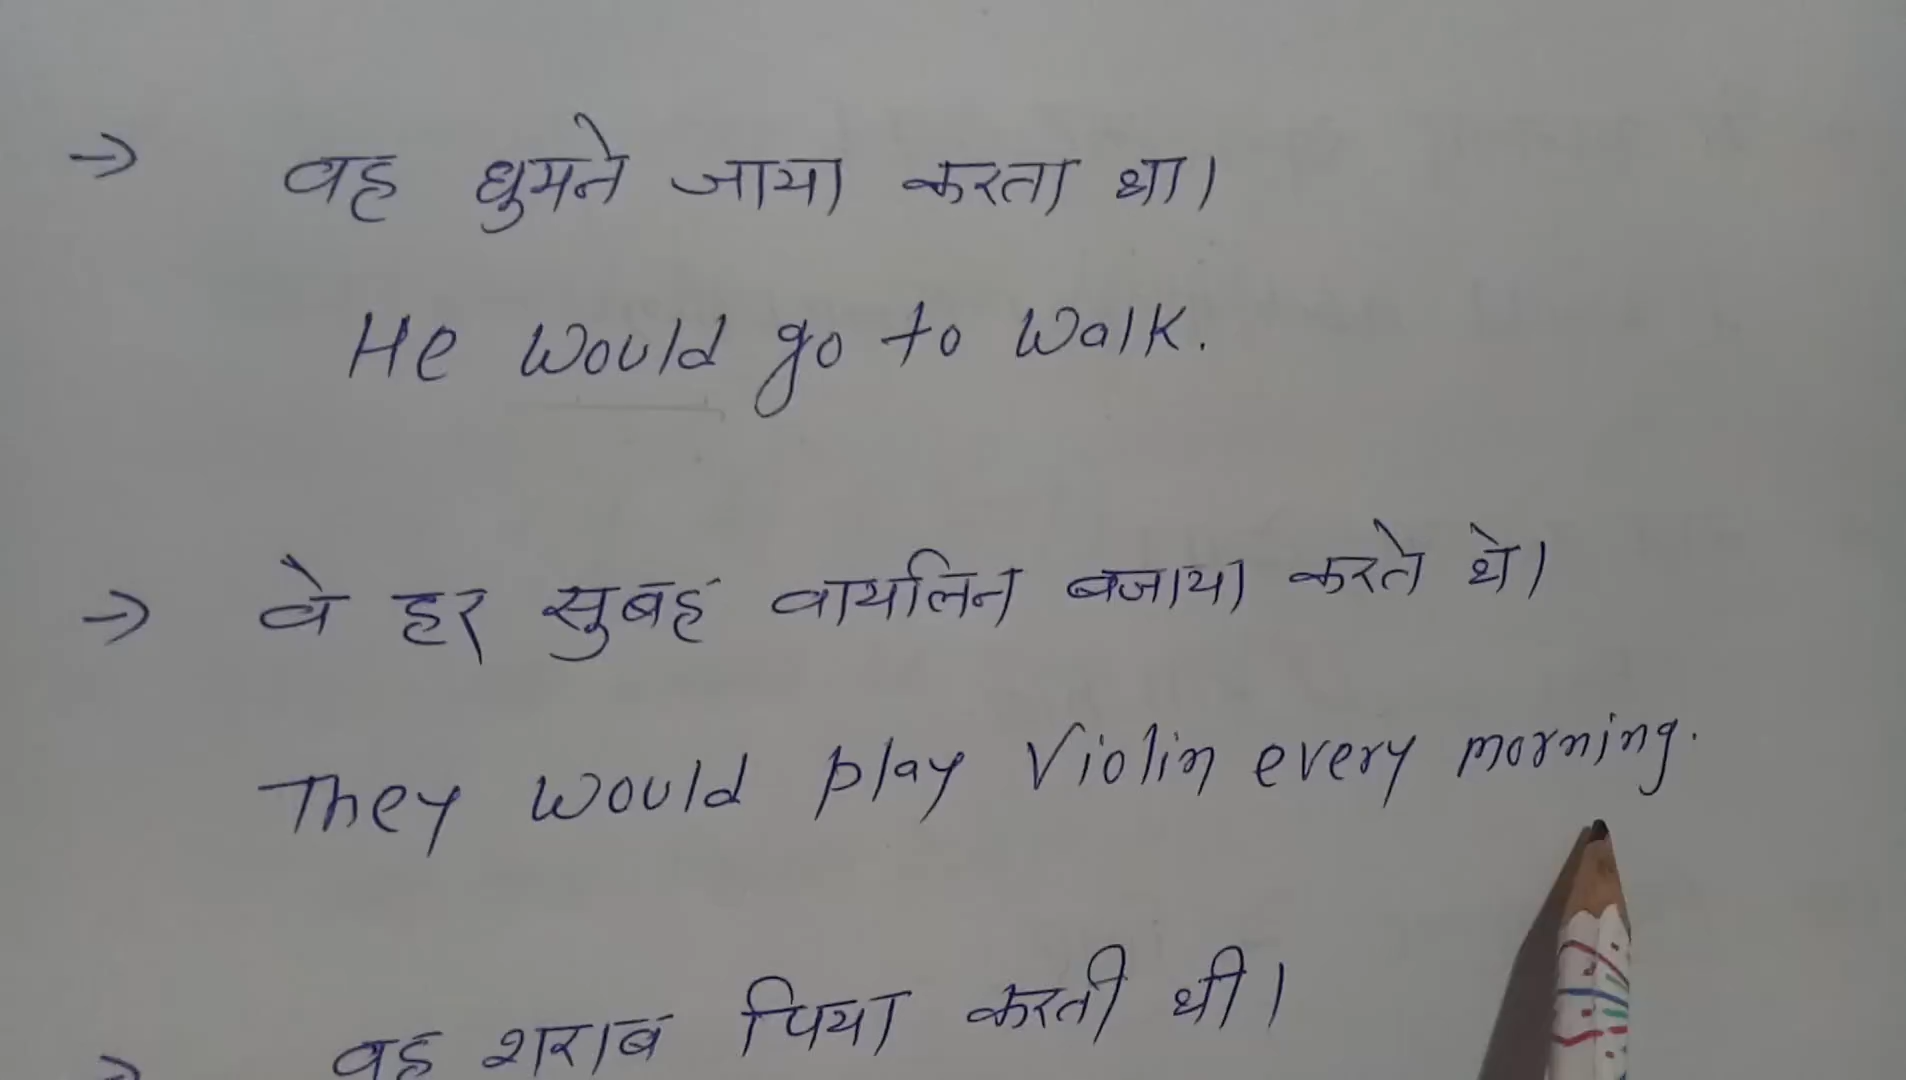 → वह घुमने जाया करता था।
He would go to walk.
→ वे हर सुबह वायलिन बजाया करते थे।
They would play Violin every morning.
→ वह शराब पिया करती थी।